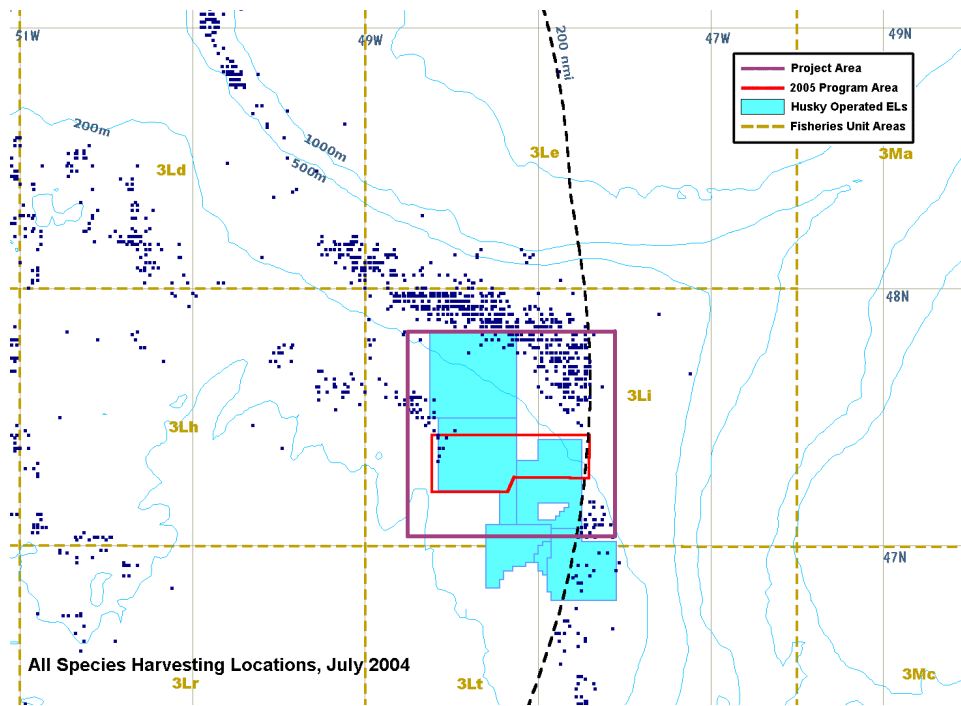 51W
49W
47W
49N
200 nmi
Project Area
2005 Program Area
Husky Operated ELs
Fisheries Unit Areas
200m
1000m
500m
3Ld
3Le
3Ma
48N
3Li
3Lh
47N
All Species Harvesting Locations, July 2004
3Lr
3Lt
3Mc